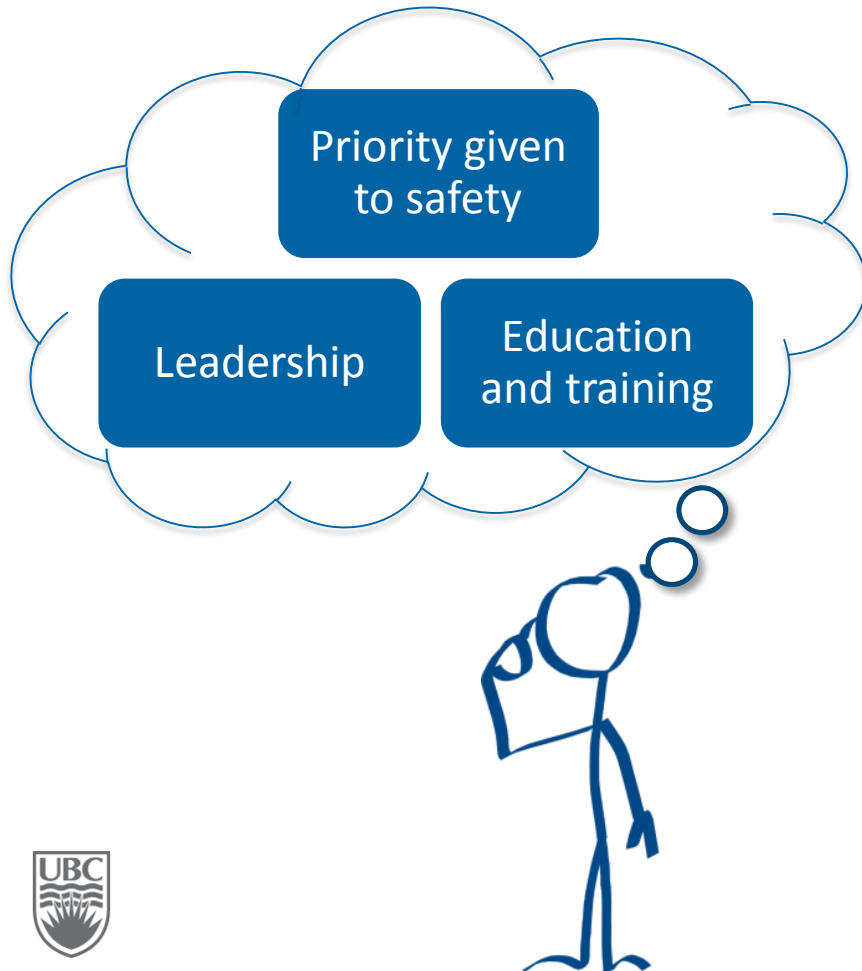 Priority given
to safety
Leadership
Education
and training
UBC